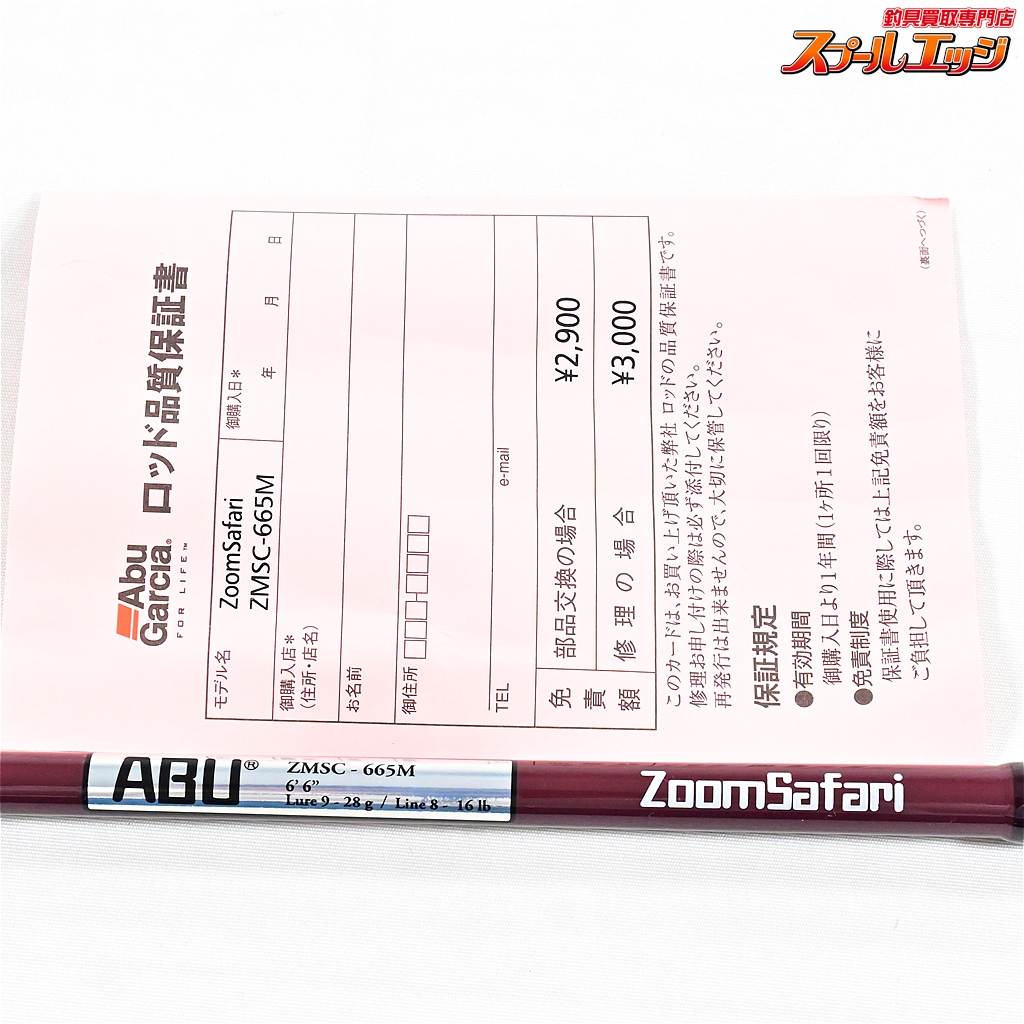 釣具買取専門店
スプールエッジ
Abu
Garcia®
FOR LIFE™
ロッド品質保証書
モデル名
ZoomSafari
ZMSC-665M
御購入日*
年 月 日
御購入店*
(住所・店名)
お名前
御住所
TEL
e-mail
免責額
部品交換の場合 ¥2,900
修理の場合 ¥3,000
このカードは、お買い上げ頂いた弊社 ロッドの品質保証書です。
修理お申し付けの際は必ず添付してください。
再発行は出来ませんので、大切に保管してください。
保証規定
●有効期間
御購入日より1年間(1ヶ所1回限り)
●免責制度
保証書使用に際しては上記免責額をお客様に
ご負担して頂きます。
(裏面へつづく)
ABU®
ZMSC - 665M
6'6"
Lure 9 - 28 g / Line 8 - 16 lb
ZoomSafari